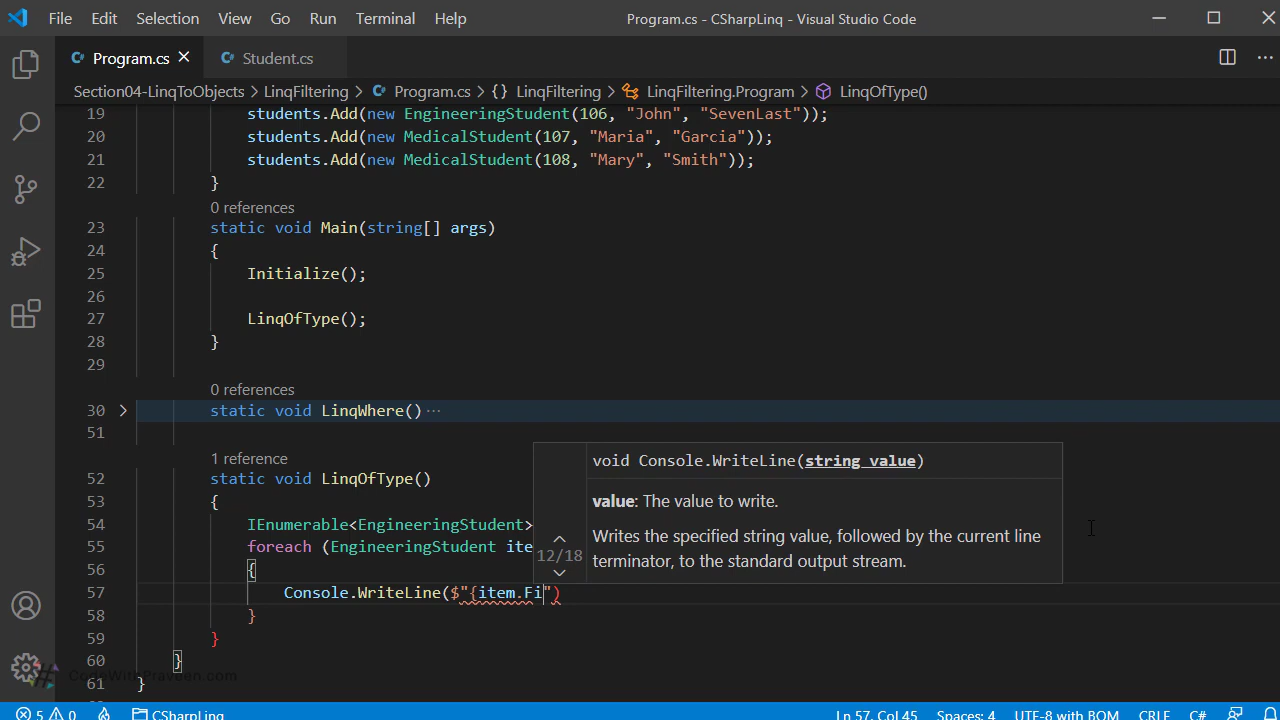 File Edit Selection View Go Run Terminal Help Program.cs - CSharpLinq - Visual Studio Code
Program.cs Student.cs
Section04-LinqToObjects > LinqFiltering > Program.cs > {} LinqFiltering > LinqFiltering.Program > LinqOfType()
19 students.Add(new EngineeringStudent(106, "John", "SevenLast"));
20 students.Add(new MedicalStudent(107, "Maria", "Garcia"));
21 students.Add(new MedicalStudent(108, "Mary", "Smith"));
22 }
0 references
23 static void Main(string[] args)
24 {
25 Initialize();
26
27 LinqOfType();
28 }
29
0 references
30 static void LinqWhere() ...
51
1 reference
52 static void LinqOfType()
53 {
54 IEnumerable<EngineeringStudent>
55 foreach (EngineeringStudent ite
56 {
57 Console.WriteLine($"{item.Fi")
58 }
59 }
60 }
61 }
void Console.WriteLine(string value)
value: The value to write.
12/18
Writes the specified string value, followed by the current line
terminator, to the standard output stream.
CodeWithPraveen.com
5 0 CSharpLinq Ln 57, Col 45 Spaces: 4 UTF-8 with BOM CRLF C#